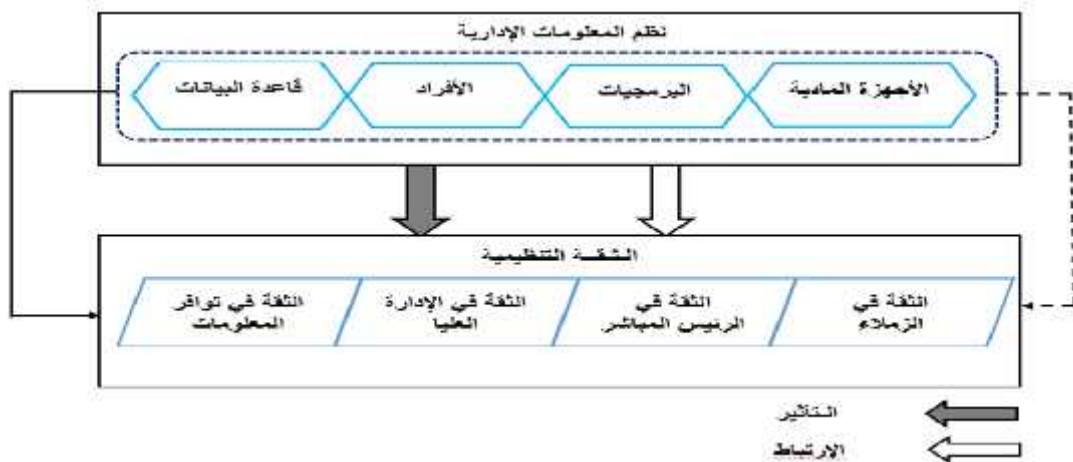 نظم المعلومات الإدارية
الأجهزة المادية
البرمجيات
الأفراد
قاعدة البيانات
الثقة التنظيمية
الثقة في
الزملاء
الثقة في
الرئيس المباشر
الثقة في الإدارة
العليا
الثقة في توافر
المعلومات
التأثير
الارتباط